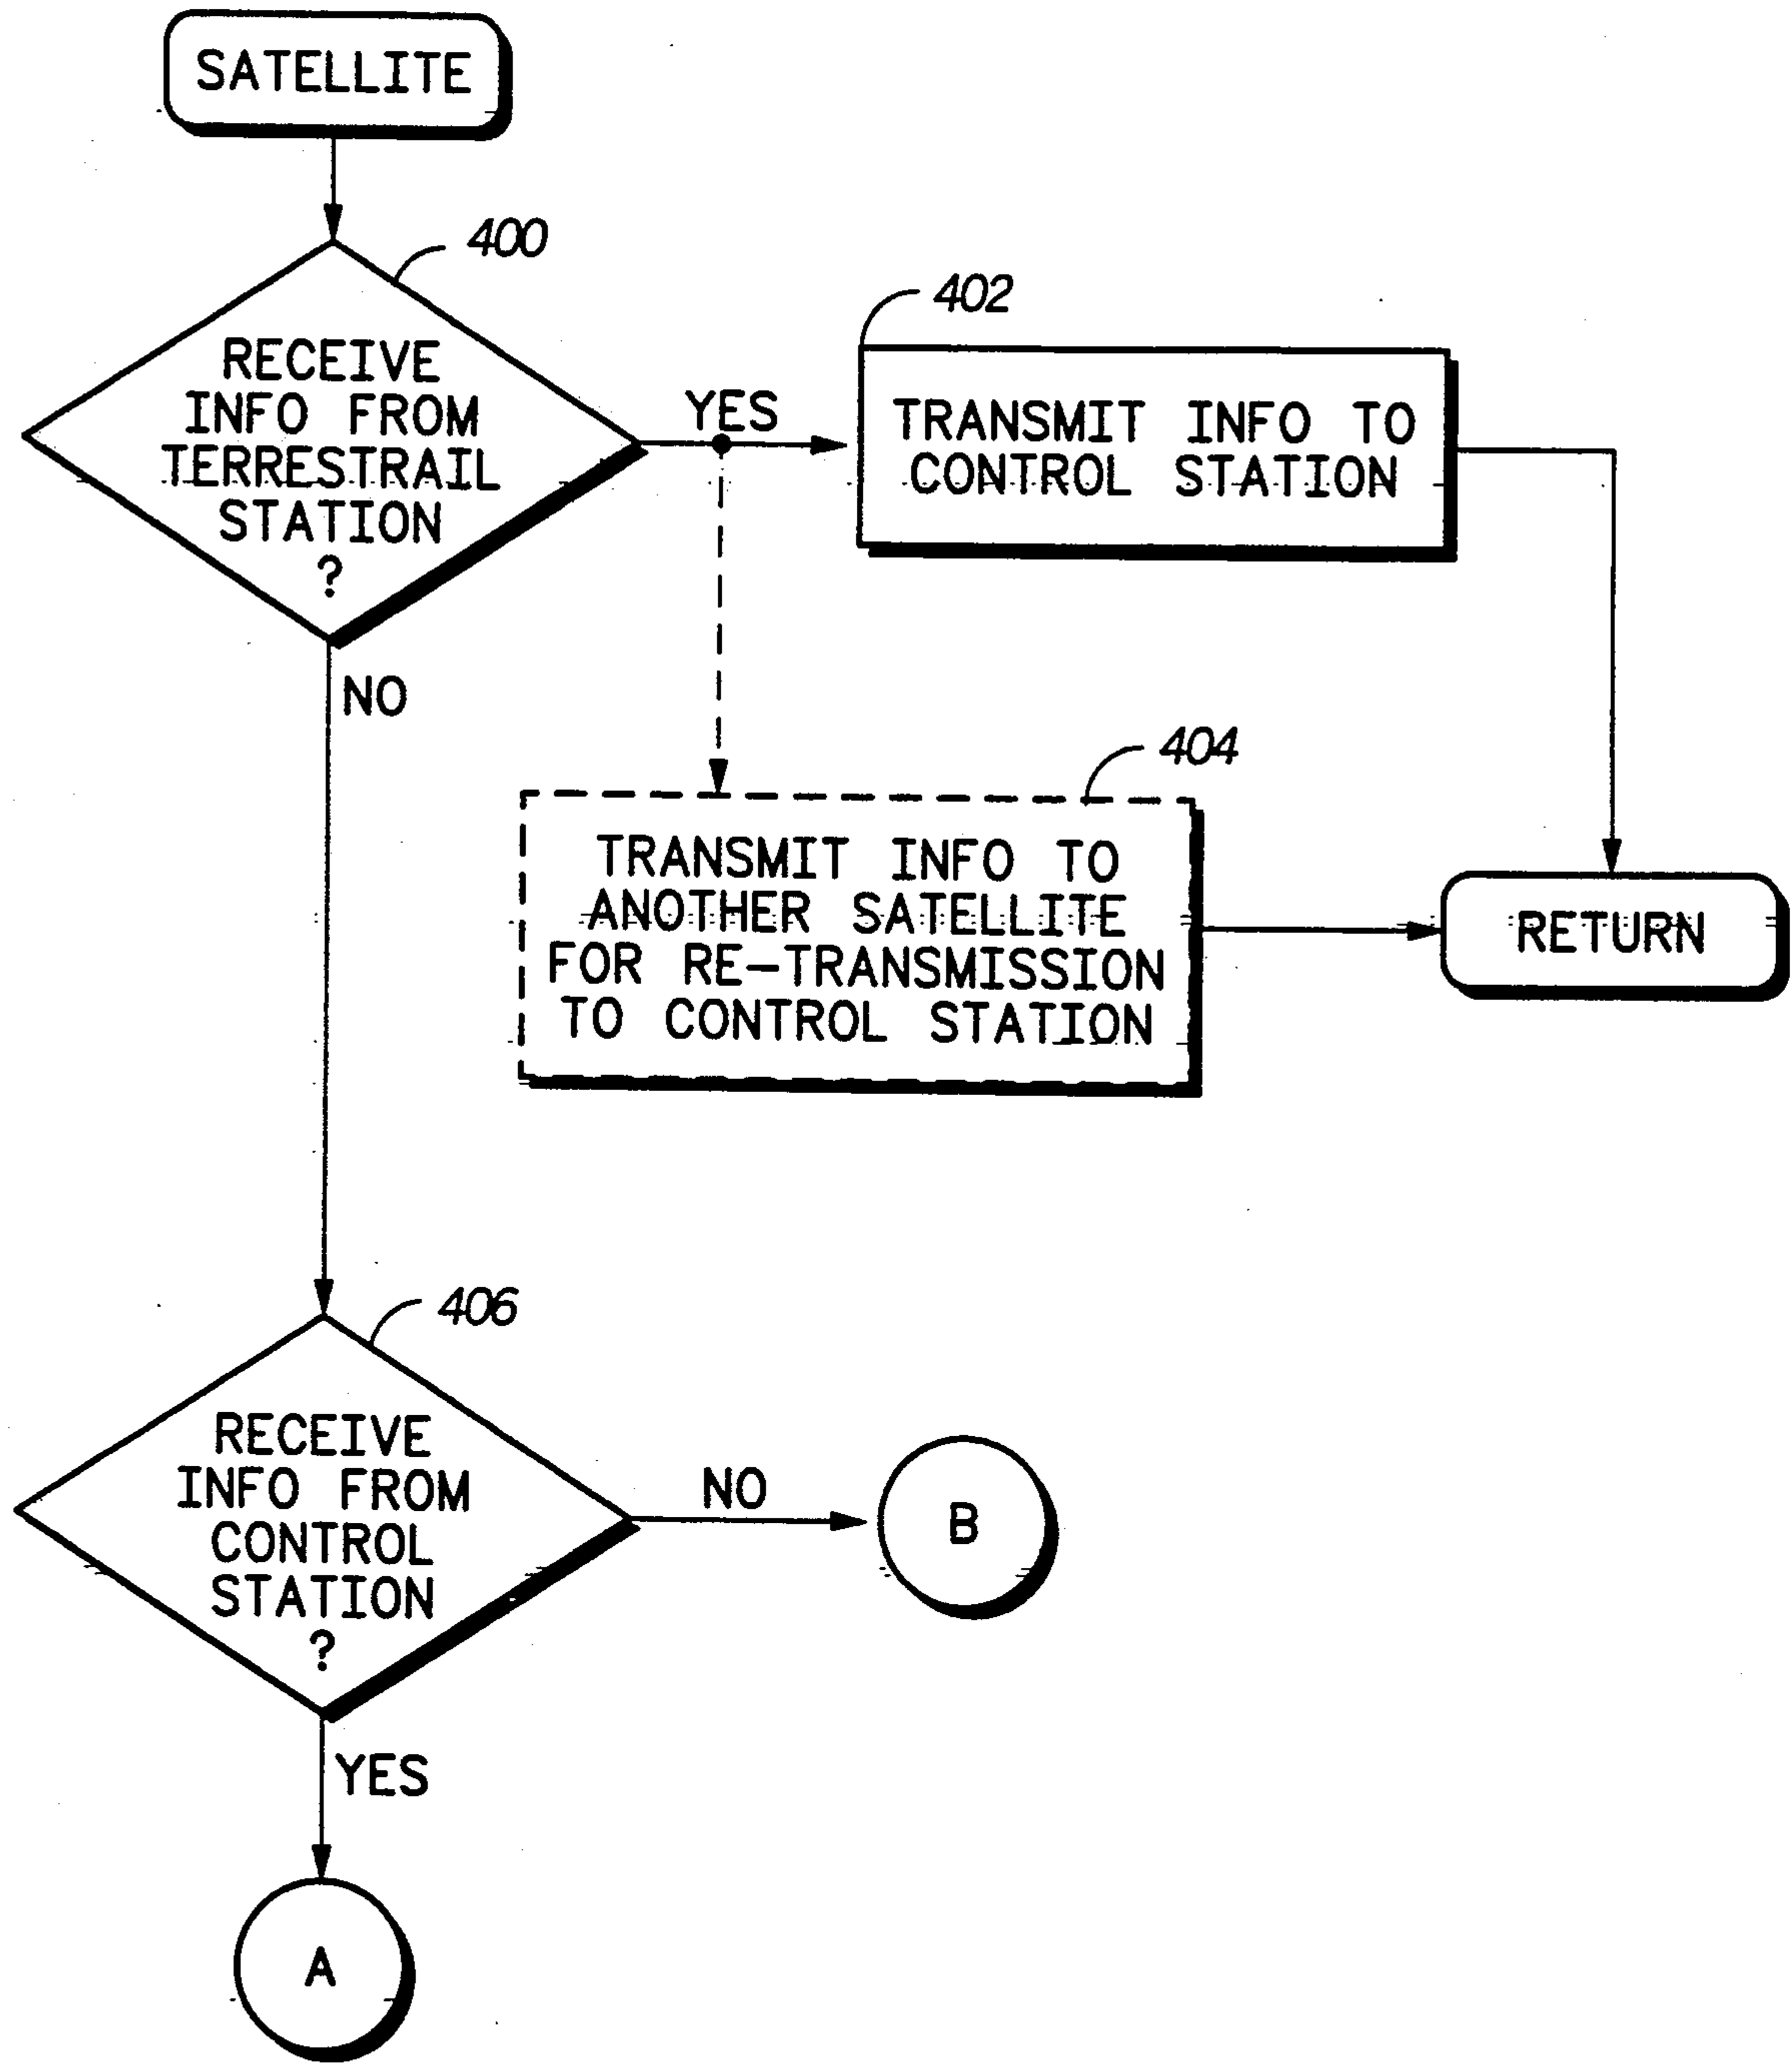 SATELLITE
400
RECEIVE
INFO FROM
TERRESTRAIL
STATION
?
YES
402
TRANSMIT INFO TO
CONTROL STATION
NO
404
TRANSMIT INFO TO
ANOTHER SATELLITE
FOR RE-TRANSMISSION
TO CONTROL STATION
RETURN
406
RECEIVE
INFO FROM
CONTROL
STATION
?
NO
B
YES
A